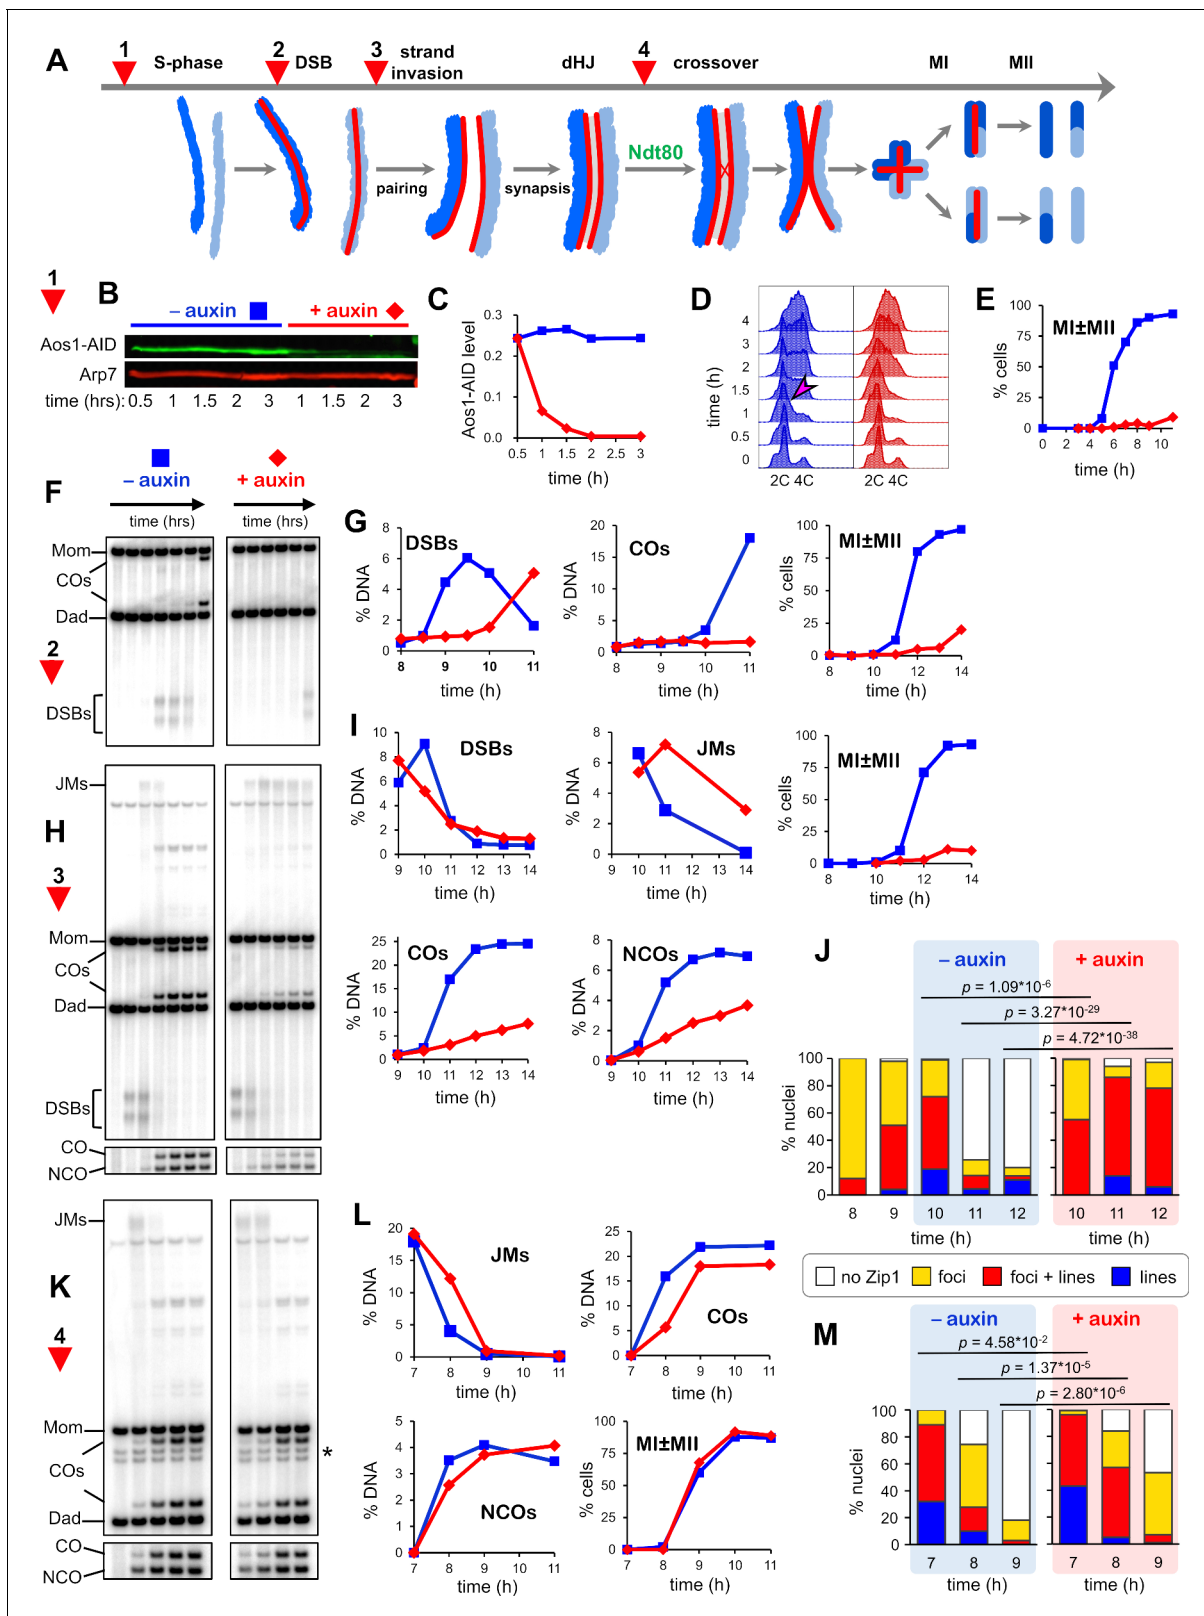 A
1 2 3 4
S-phase DSB strand invasion dHJ crossover MI MII
pairing synapsis Ndt80
1
B
– auxin + auxin
Aos1-AID
Arp7
time (hrs): 0.5 1 1.5 2 3 1 1.5 2 3
C
Aos1-AID level
0.3
0.2
0.1
0.0
0.5 1 1.5 2 2.5 3
time (h)
D
time (h)
4
3
2
1.5
1
0.5
0
2C 4C 2C 4C
E
MI±MII
% cells
100
75
50
25
0
0 2 4 6 8 10
time (h)
F
– auxin + auxin
time (hrs) time (hrs)
Mom
COs
Dad
2
DSBs
G
DSBs
% DNA
8
6
4
2
0
8 9 10 11
time (h)
COs
% DNA
20
15
10
5
0
8 9 10 11
time (h)
MI±MII
% cells
100
75
50
25
0
8 10 12 14
time (h)
H
JMs
3
Mom
COs
Dad
DSBs
CO
NCO
I
DSBs
% DNA
10
8
6
4
2
0
9 10 11 12 13 14
time (h)
JMs
% DNA
8
6
4
2
0
9 10 11 12 13 14
time (h)
MI±MII
% cells
100
75
50
25
0
8 10 12 14
time (h)
COs
% DNA
25
20
15
10
5
0
9 10 11 12 13 14
time (h)
NCOs
% DNA
8
6
4
2
0
9 10 11 12 13 14
time (h)
J
– auxin + auxin
p = 1.09*10-6
p = 3.27*10-29
p = 4.72*10-38
% nuclei
100
80
60
40
20
0
8 9 10 11 12 10 11 12
time (h) time (h)
no Zip1 foci foci + lines lines
K
JMs
4
Mom
COs
*
Dad
CO
NCO
L
JMs
% DNA
20
15
10
5
0
7 8 9 10 11
time (h)
COs
% DNA
25
20
15
10
5
0
7 8 9 10 11
time (h)
NCOs
% DNA
5
4
3
2
1
0
7 8 9 10 11
time (h)
MI±MII
% cells
100
75
50
25
0
7 8 9 10 11
time (h)
M
– auxin + auxin
p = 4.58*10-2
p = 1.37*10-5
p = 2.80*10-6
% nuclei
100
80
60
40
20
0
7 8 9 7 8 9
time (h) time (h)